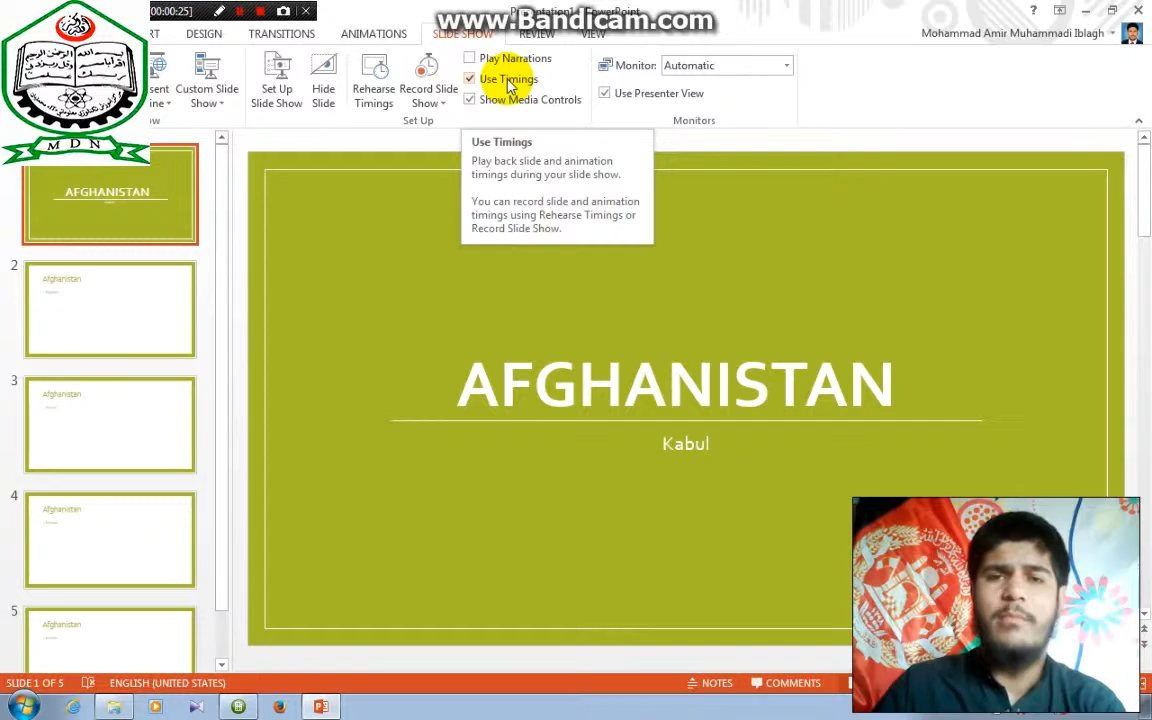 [00:00:25]
www.Bandicam.com
Mohammad Amir Muhammadi Iblagh
DESIGN
TRANSITIONS
ANIMATIONS
SLIDE SHOW
REVIEW
VIEW
Custom Slide
Show
Set Up
Slide Show
Hide
Slide
Rehearse
Timings
Record Slide
Show
Play Narrations
Use Timings
Show Media Controls
Set Up
Monitor: Automatic
Use Presenter View
Monitors
M D N
Use Timings
Play back slide and animation
timings during your slide show.
You can record slide and animation
timings using Rehearse Timings or
Record Slide Show.
AFGHANISTAN
2
Afghanistan
3
Afghanistan
4
Afghanistan
5
Afghanistan
AFGHANISTAN
Kabul
SLIDE 1 OF 5
ENGLISH (UNITED STATES)
NOTES
COMMENTS